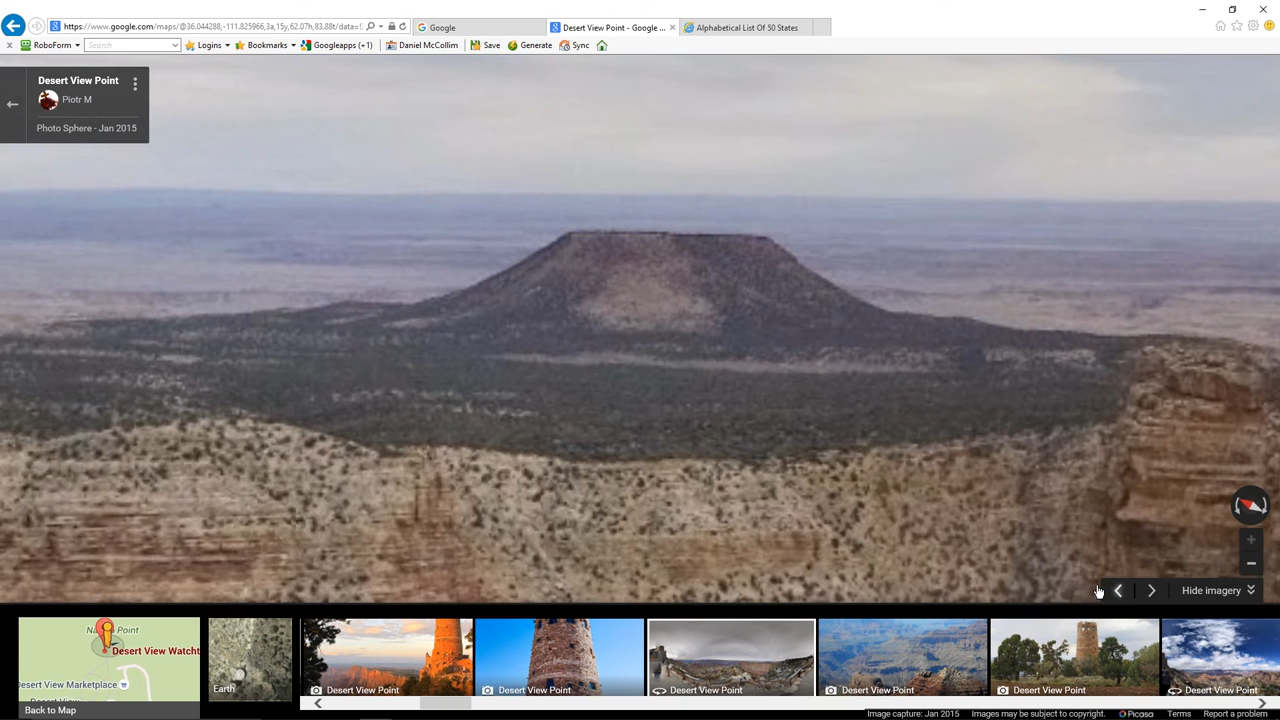 https://www.google.com/maps/@36.044288,-111.825966,3a,15y,62.07h,83.88t/data=!
Google
Desert View Point - Google ...
Alphabetical List Of 50 States
RoboForm
Search
Logins
Bookmarks
Googleapps (+1)
Daniel McCollim
Save
Generate
Sync
Desert View Point
Piotr M
Photo Sphere - Jan 2015
Hide imagery
Desert View Watcht
Desert View Marketplace
Back to Map
Earth
Desert View Point
Desert View Point
Desert View Point
Desert View Point
Desert View Point
Desert View Point
Image capture: Jan 2015 Images may be subject to copyright. Picasa Terms Report a problem